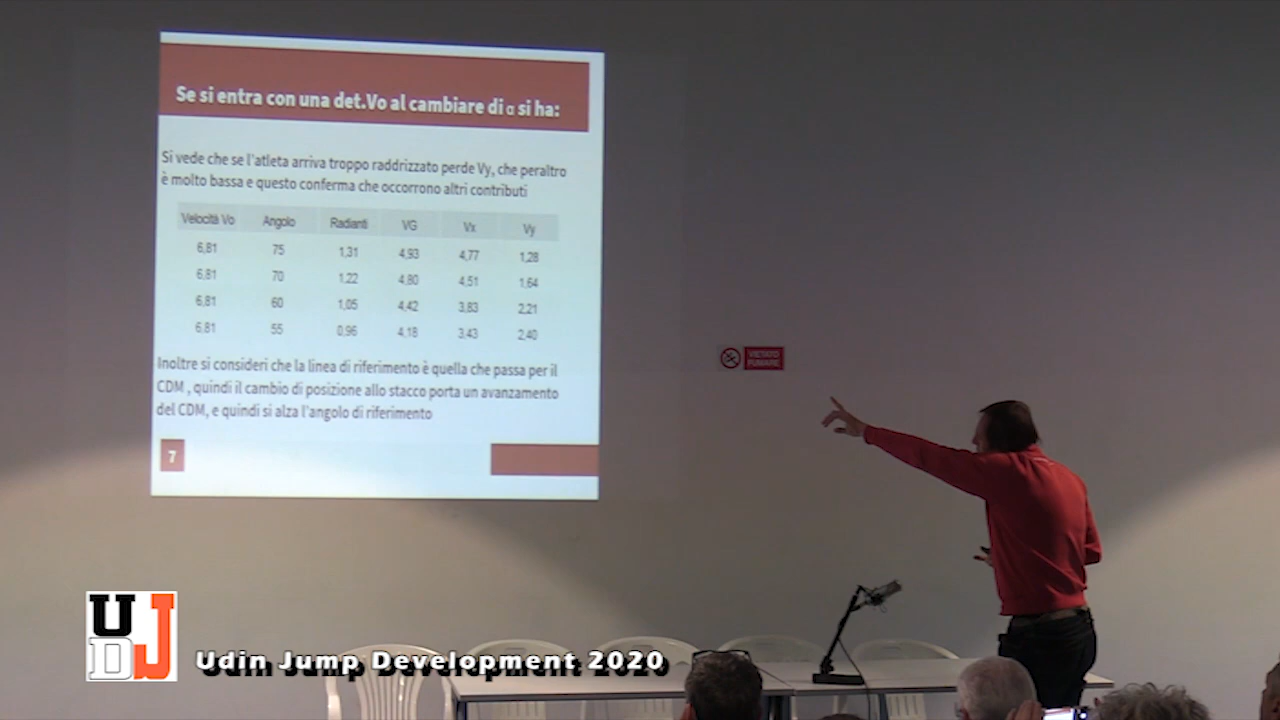 Se si entra con una det.Vo al cambiare di α si ha:
Si vede che se l'atleta arriva troppo raddrizzato perde Vy, che peraltro
è molto bassa e questo conferma che occorrono altri contributi
Velocità Vo Angolo Radianti VG Vx Vy
6,81 75 1,31 4,93 4,77 1,28
6,81 70 1,22 4,80 4,51 1,64
6,81 60 1,05 4,42 3,83 2,21
6,81 55 0,96 4,18 3,43 2,40
Inoltre si consideri che la linea di riferimento è quella che passa per il
CDM , quindi il cambio di posizione allo stacco porta un avanzamento
del CDM, e quindi si alza l'angolo di riferimento
7
VIETATO
FUMARE
UDJ
Udin Jump Development 2020